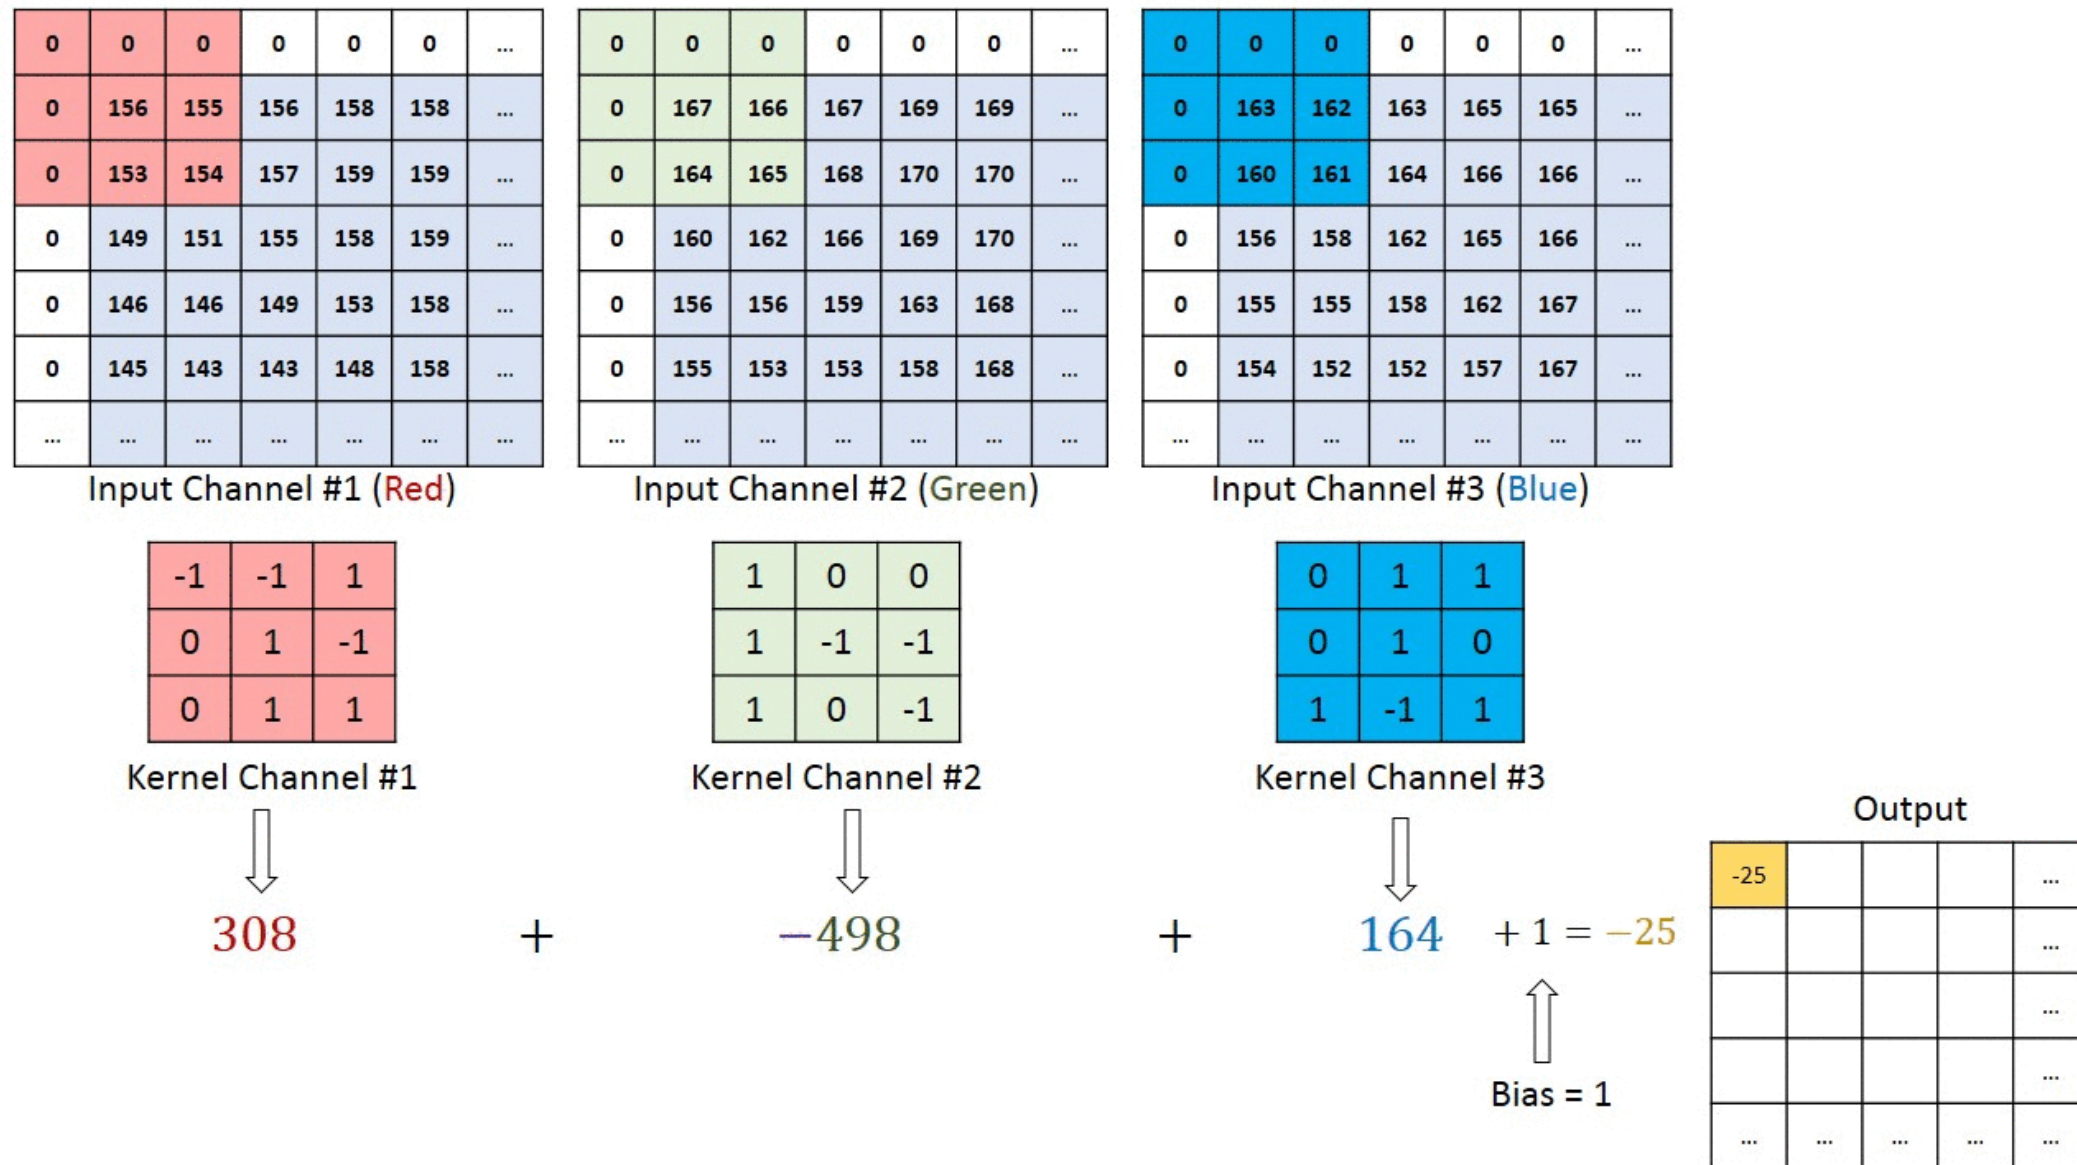 0 0 0 0 0 0 ...
0 156 155 156 158 158 ...
0 153 154 157 159 159 ...
0 149 151 155 158 159 ...
0 146 146 149 153 158 ...
0 145 143 143 148 158 ...
... ... ... ... ... ... ...
Input Channel #1 (Red)
0 0 0 0 0 0 ...
0 167 166 167 169 169 ...
0 164 165 168 170 170 ...
0 160 162 166 169 170 ...
0 156 156 159 163 168 ...
0 155 153 153 158 168 ...
... ... ... ... ... ... ...
Input Channel #2 (Green)
0 0 0 0 0 0 ...
0 163 162 163 165 165 ...
0 160 161 164 166 166 ...
0 156 158 162 165 166 ...
0 155 155 158 162 167 ...
0 154 152 152 157 167 ...
... ... ... ... ... ... ...
Input Channel #3 (Blue)
-1 -1 1
0 1 -1
0 1 1
Kernel Channel #1
1 0 0
1 -1 -1
1 0 -1
Kernel Channel #2
0 1 1
0 1 0
1 -1 1
Kernel Channel #3
308 + −498 + 164 + 1 = −25
Bias = 1
Output
-25 ...
...
...
...
... ... ... ... ...